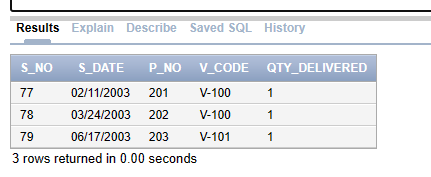 Results Explain Describe Saved SQL History
S_NO S_DATE P_NO V_CODE QTY_DELIVERED
77 02/11/2003 201 V-100 1
78 03/24/2003 202 V-100 1
79 06/17/2003 203 V-101 1
3 rows returned in 0.00 seconds